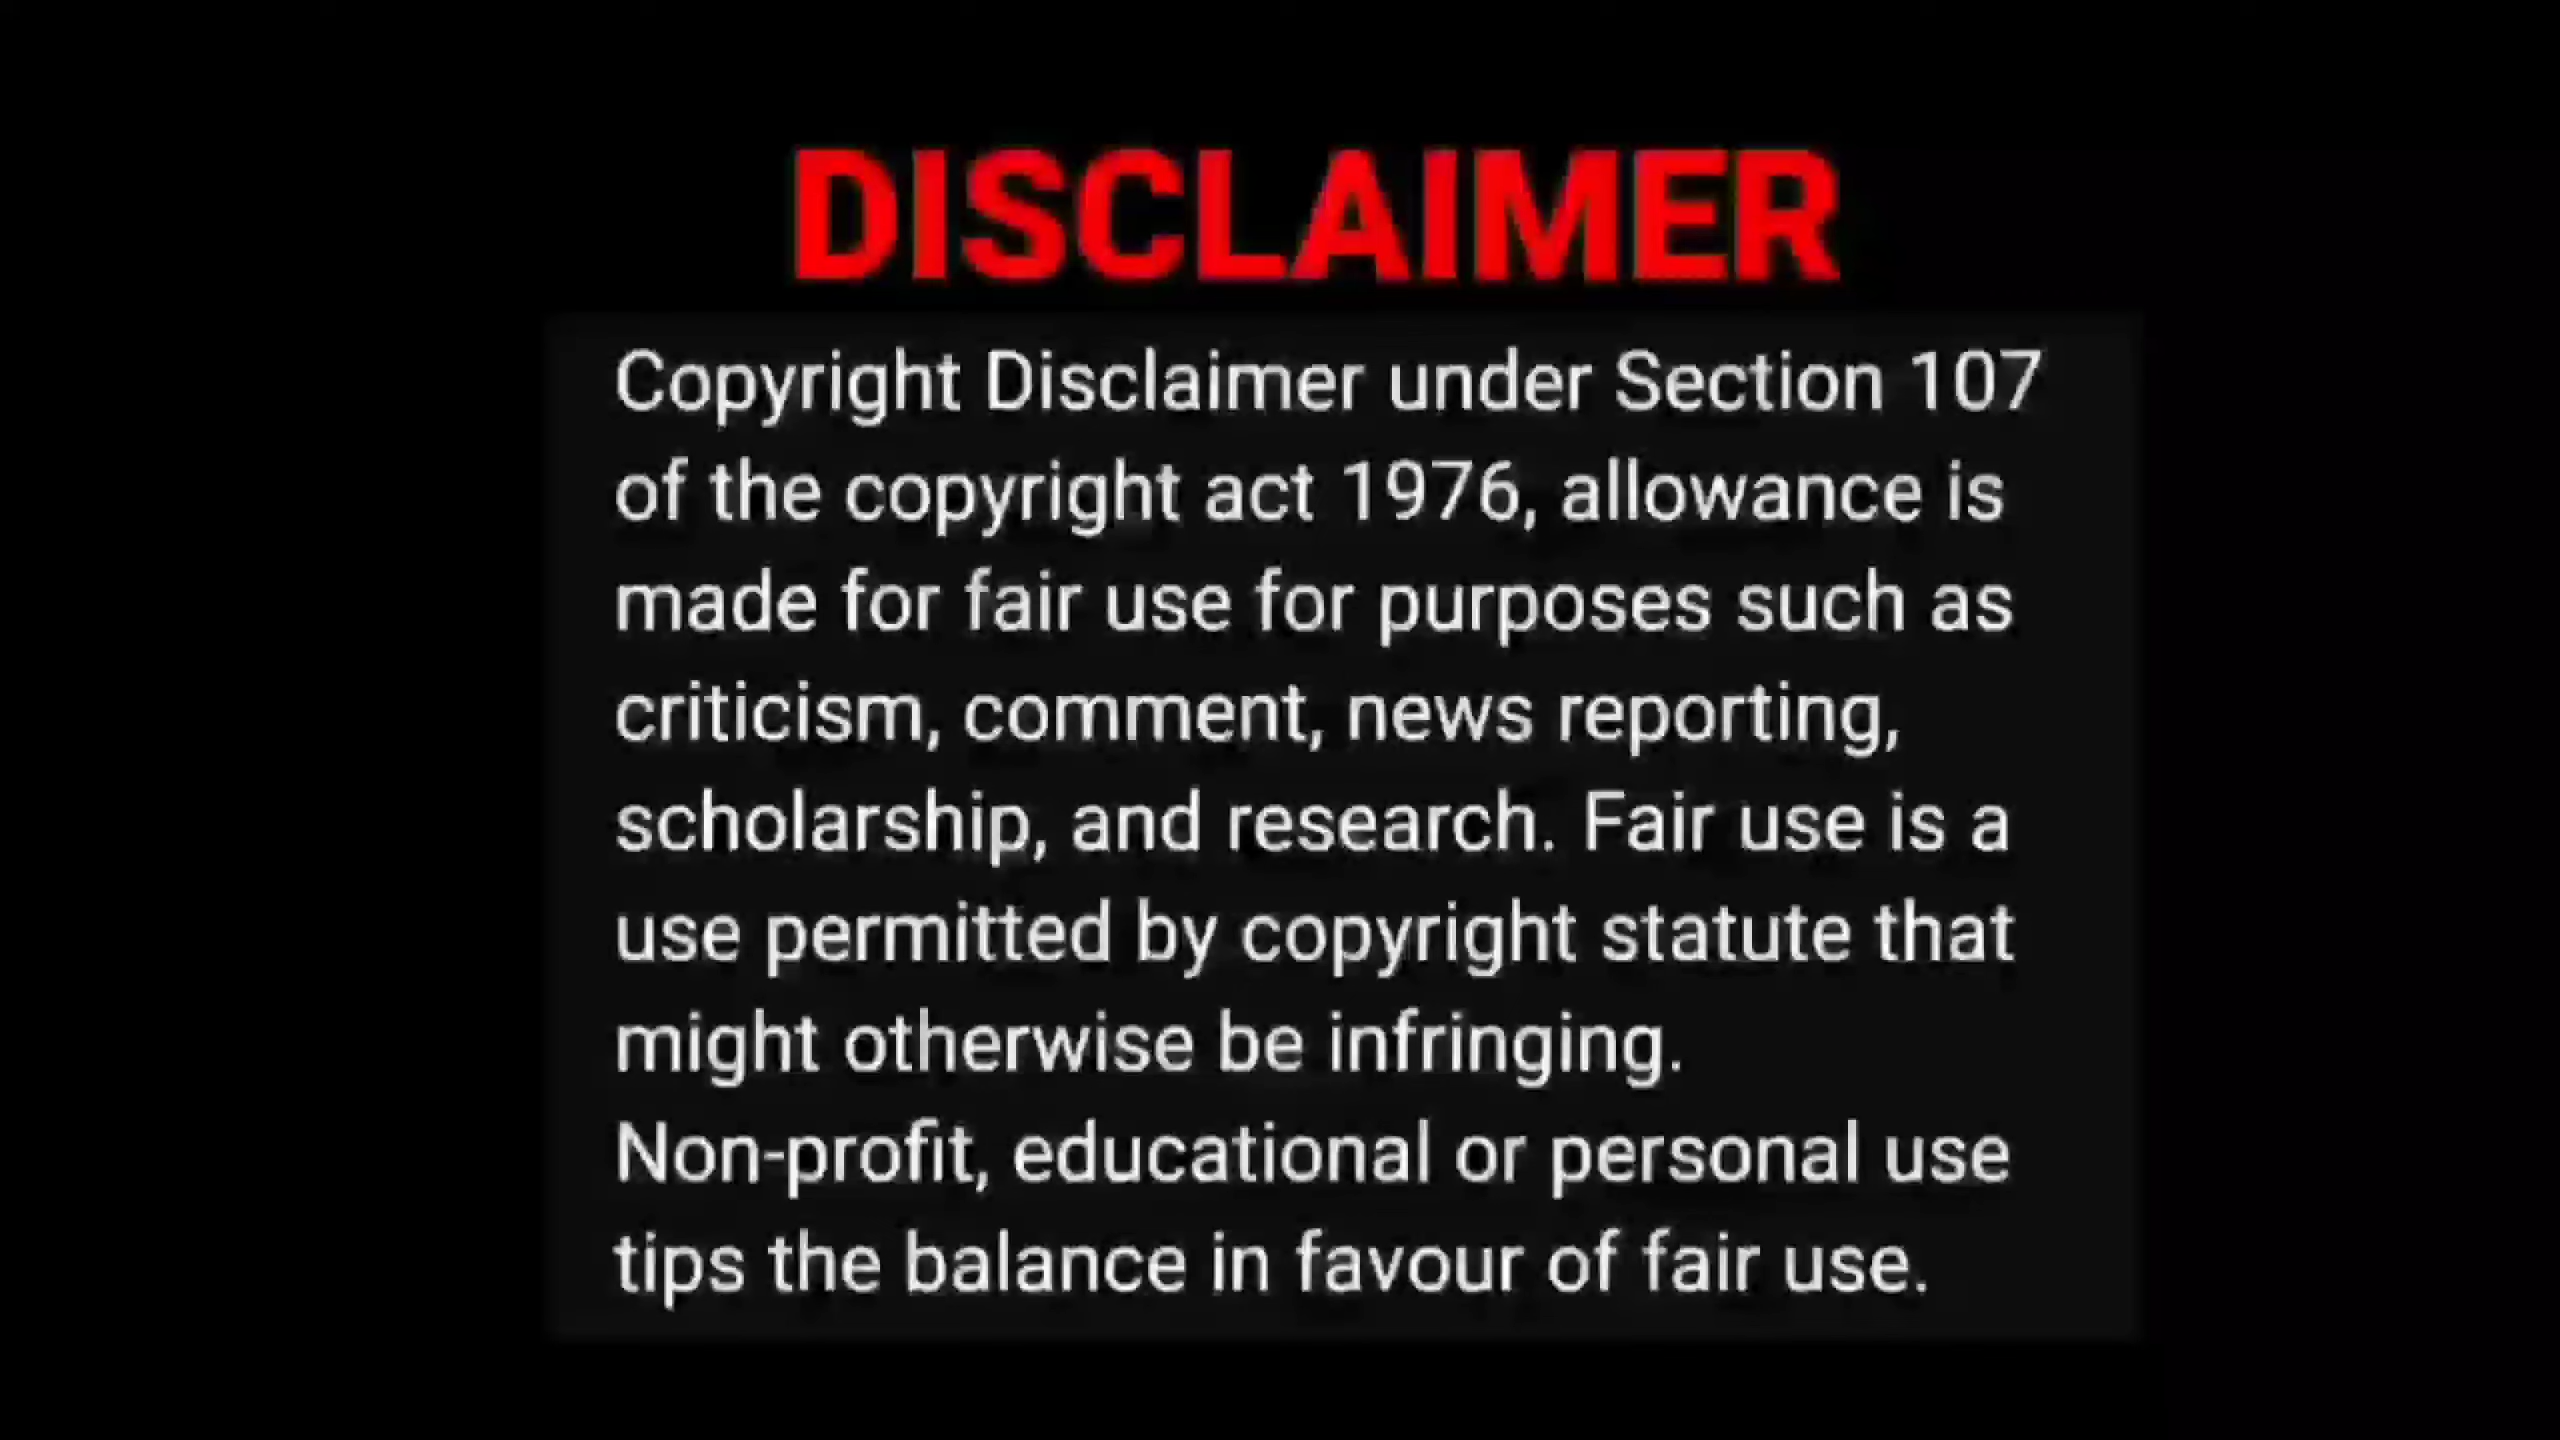 DISCLAIMER
Copyright Disclaimer under Section 107
of the copyright act 1976, allowance is
made for fair use for purposes such as
criticism, comment, news reporting,
scholarship, and research. Fair use is a
use permitted by copyright statute that
might otherwise be infringing.
Non-profit, educational or personal use
tips the balance in favour of fair use.